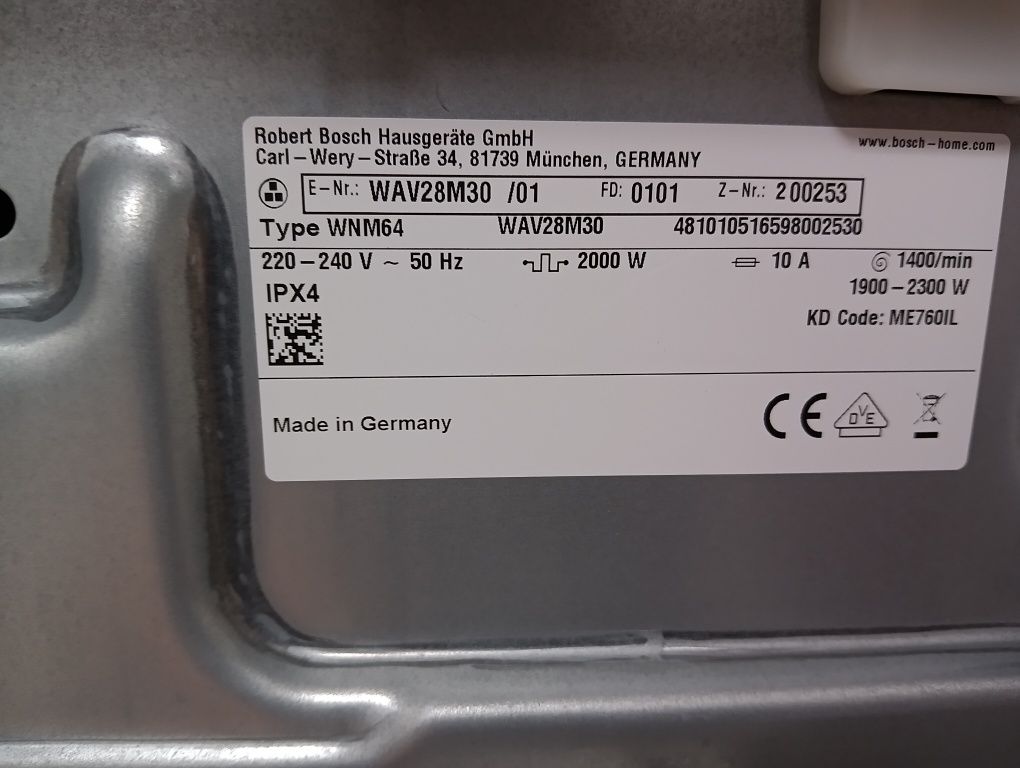 Robert Bosch Hausgeräte GmbH
www.bosch-home.com
Carl-Wery-Straße 34, 81739 München, GERMANY
E-Nr.: WAV28M30 /01 FD: 0101 Z-Nr.: 200253
Type WNM64 WAV28M30 481010516598002530
220-240 V ~ 50 Hz 2000 W 10 A 1400/min
1900-2300 W
IPX4
KD Code: ME760IL
Made in Germany
CE DVE